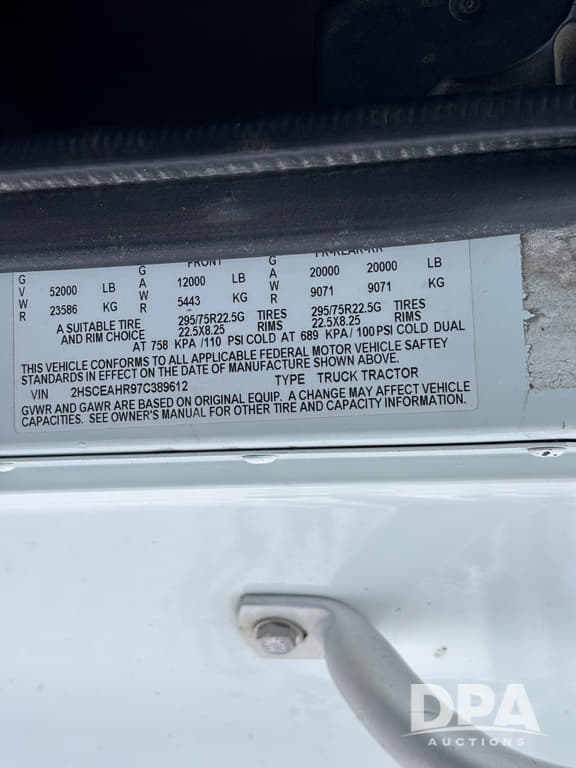 FRONT FR-REAR-RR
GVWR 52000 LB GAWR 12000 LB GAWR 20000 20000 LB
23586 KG 5443 KG 9071 9071 KG
A SUITABLE TIRE 295/75R22.5G TIRES 295/75R22.5G TIRES
AND RIM CHOICE 22.5X8.25 RIMS 22.5X8.25 RIMS
AT 758 KPA /110 PSI COLD AT 689 KPA/100PSI COLD DUAL
THIS VEHICLE CONFORMS TO ALL APPLICABLE FEDERAL MOTOR VEHICLE SAFTEY
STANDARDS IN EFFECT ON THE DATE OF MANUFACTURE SHOWN ABOVE.
VIN 2HSCEAHR97C389612 TYPE TRUCK TRACTOR
GVWR AND GAWR ARE BASED ON ORIGINAL EQUIP. A CHANGE MAY AFFECT VEHICLE
CAPACITIES. SEE OWNER'S MANUAL FOR OTHER TIRE AND CAPACITY INFORMATION.
DPA
AUCTIONS